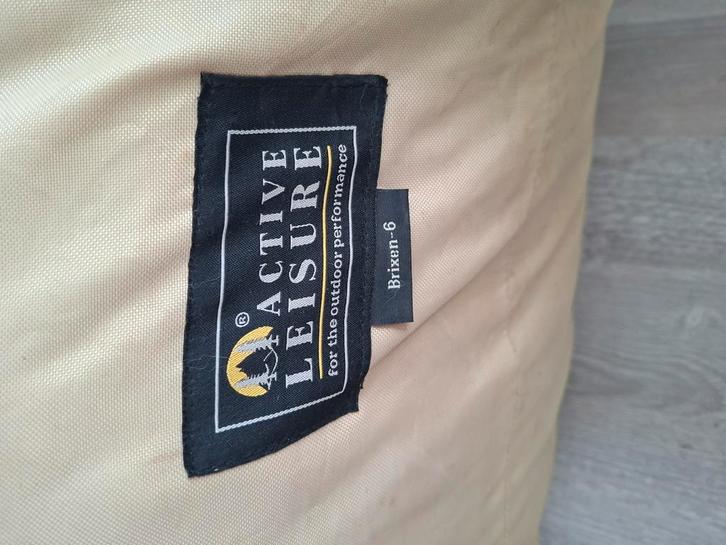 ®
ACTIVE
LEISURE
for the outdoor performance
Brixen-6